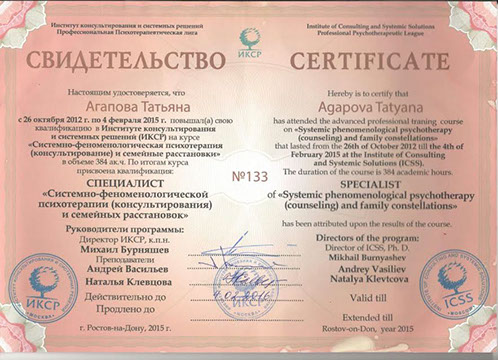 Институт консультирования и системных решений
Профессиональная Психотерапевтическая лига
ИКСР
Institute of Consulting and Systemic Solutions
Professional Psychotherapeutic League
СВИДЕТЕЛЬСТВО
CERTIFICATE
Настоящим удостоверяется, что
Агапова Татьяна
с 26 октября 2012 г. по 4 февраля 2015 г. повышал(а) свою
квалификацию в Институте консультирования
и системных решений (ИКСР) на курсе
«Системно-феноменологическая психотерапия
(консультирование) и семейные расстановки»
в объеме 384 ак.ч. По итогам курса
присвоена квалификация:
СПЕЦИАЛИСТ
«Системно-феноменологической
психотерапии (консультирования)
и семейных расстановок»
Руководители программы:
Директор ИКСР, к.п.н.
Михаил Бурняшев
Преподаватели
Андрей Васильев
Наталья Клевцова
Действительно до
Продлено до
г. Ростов-на-Дону, 2015 г.
№133
Hereby is to certify that
Agapova Tatyana
has attended the advanced professional traning course
on «Systemic phenomenological psychotherapy
(counseling) and family constellations»
that lasted from the 26th of October 2012 till the 4th of
February 2015 at the Institute of Consulting
and Systemic Solutions (ICSS).
The duration of the course is 384 academic hours.
SPECIALIST
of «Systemic phenomenological psychotherapy
(counseling) and family constellations»
has been attributed upon the result of the course.
Directors of the program:
Director of ICSS, Ph. D.
Mikhail Burnyashev
Andrey Vasiliev
Natalya Klevtcova
Valid till
Extended till
Rostov-on-Don, year 2015
ИКСР
МОСКВА
ИКСР
МОСКВА
ICSS